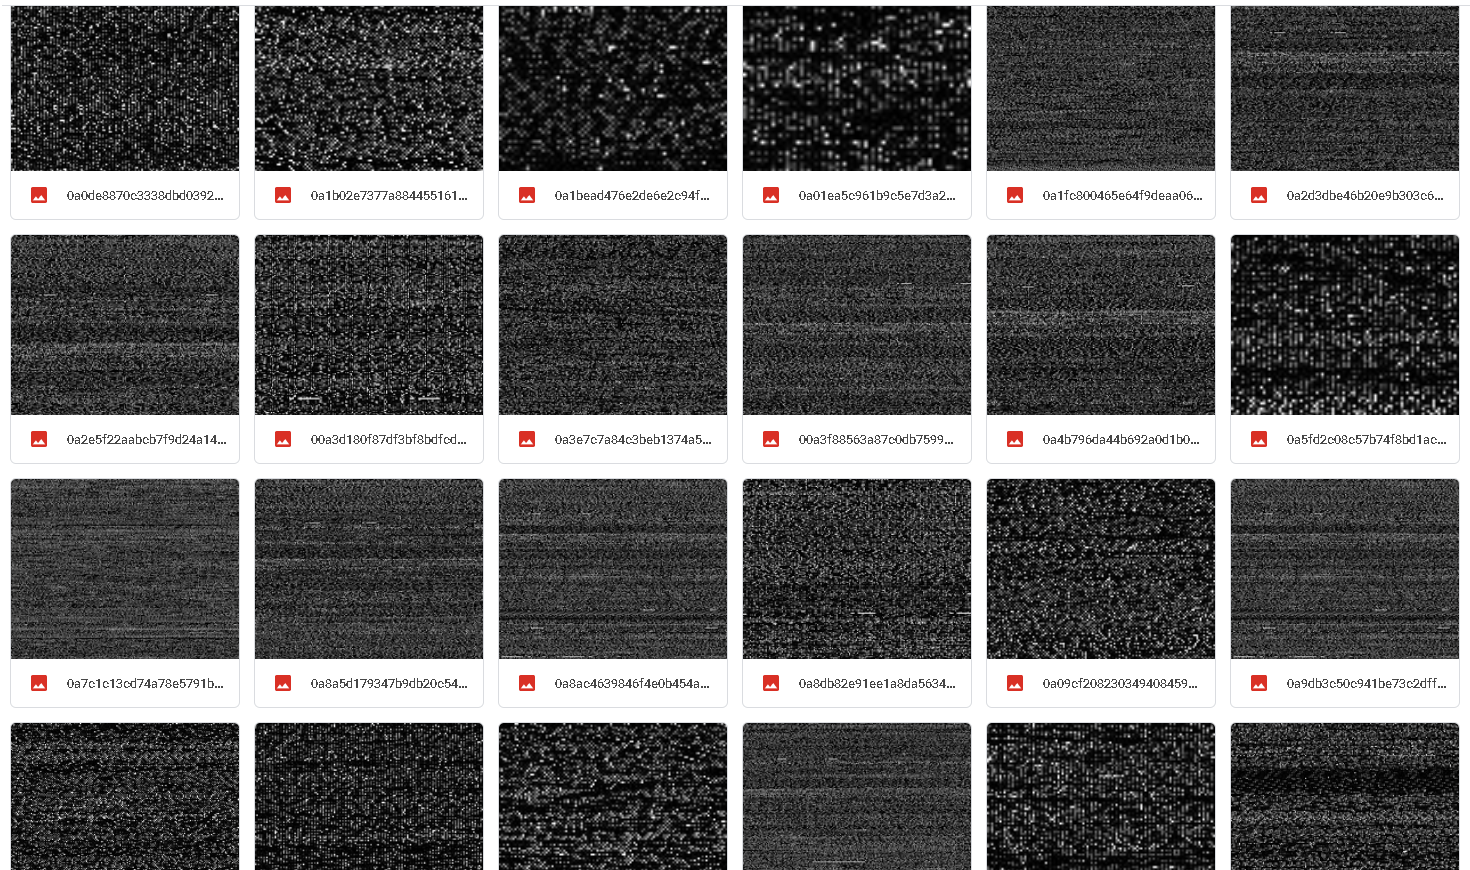 0a0de8870c3338dbd0392...
0a1b02e7377a884455161...
0a1bead476e2de6e2c94f...
0a01ea5c961b9c5e7d3a2...
0a1fc800465e64f9deaa06...
0a2d3dbe46b20e9b303c6...
0a2e5f22aabcb7f9d24a14...
00a3d180f87df3bf8bdfcd...
0a3e7c7a84c3beb1374a5...
00a3f88563a87c0db7599...
0a4b796da44b692a0d1b0...
0a5fd2c08c57b74f8bd1ac...
0a7c1c13cd74a78e5791b...
0a8a5d179347b9db20c54...
0a8ac4639846f4e0b454a...
0a8db82e91ee1a8da5634...
0a09cf208230349408459...
0a9db3c50c941be73c2dff...